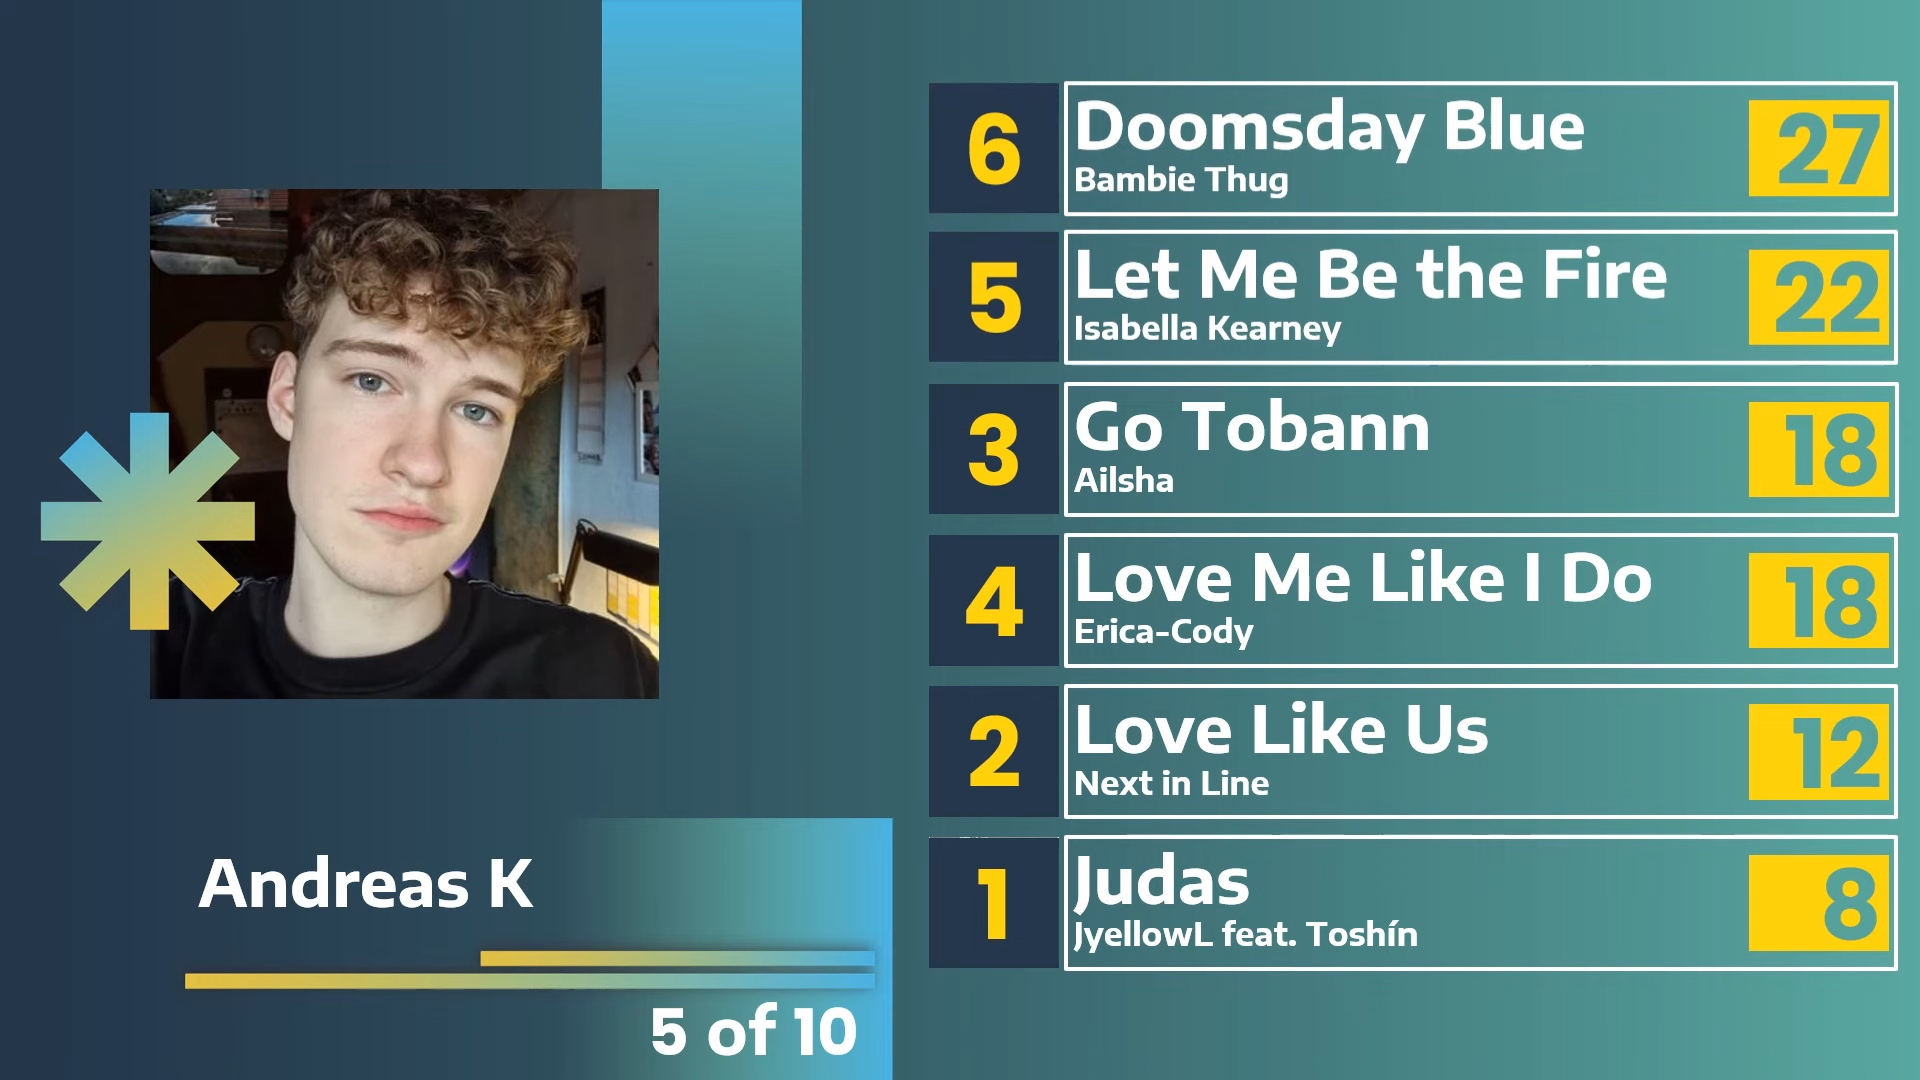 6
Doomsday Blue
Bambie Thug
27
5
Let Me Be the Fire
Isabella Kearney
22
3
Go Tobann
Ailsha
18
4
Love Me Like I Do
Erica-Cody
18
2
Love Like Us
Next in Line
12
1
Judas
JyellowL feat. Toshín
8
Andreas K
5 of 10